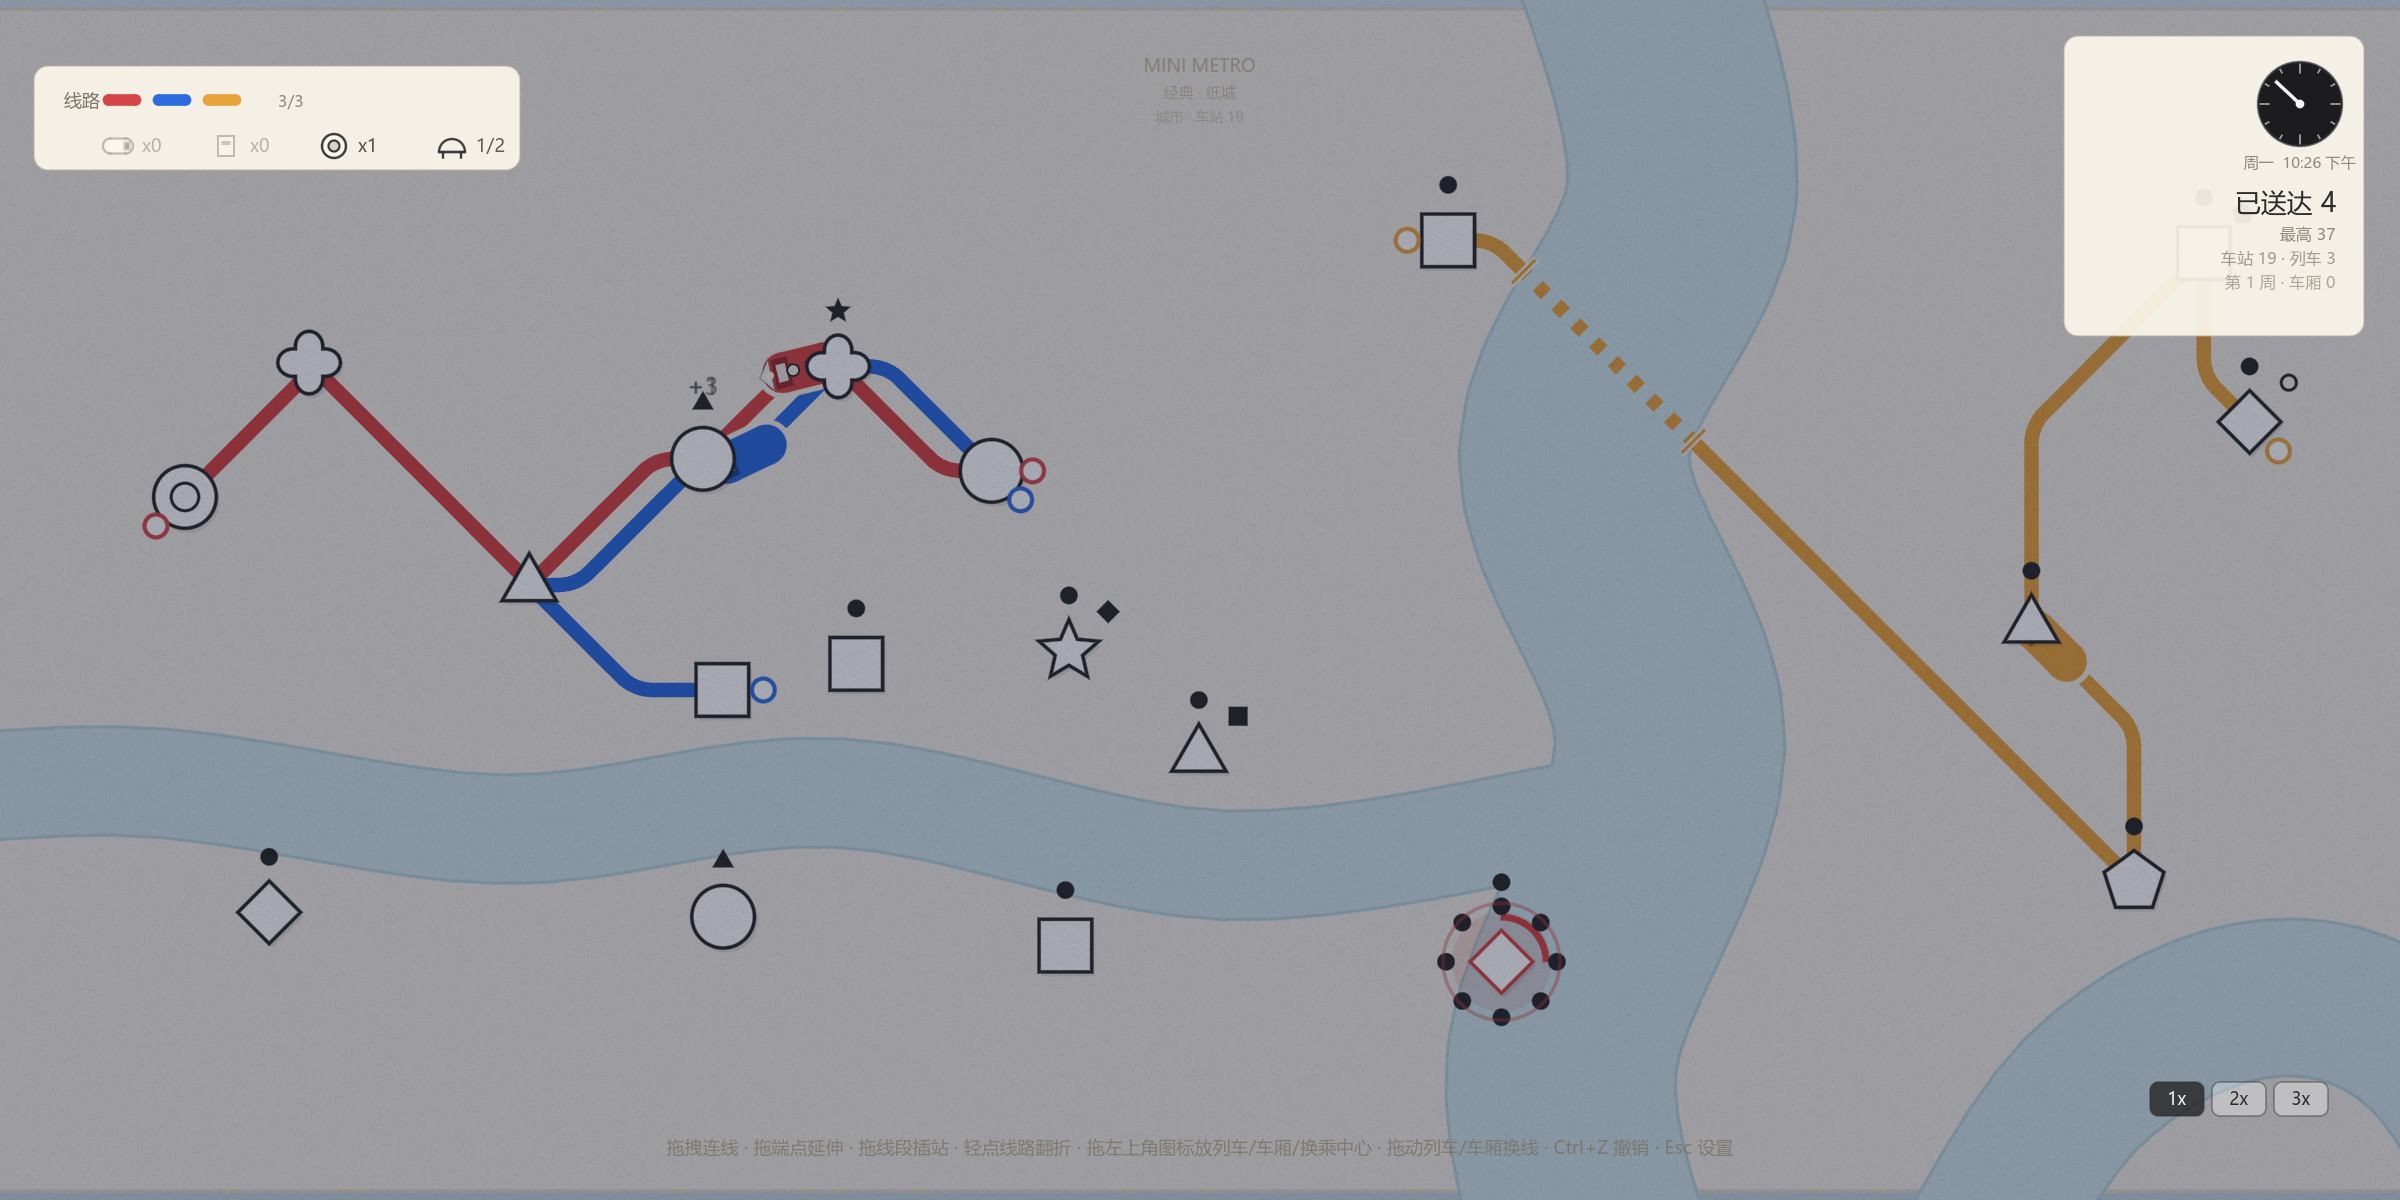 线路 3/3
x0 x0 x1 1/2
MINI METRO
经典 · 纸城
城市 · 车站 19
周一 10:26 下午
已送达 4
最高 37
车站 19 · 列车 3
第 1 周 · 车厢 0
+3
1x 2x 3x
拖拽连线 · 拖端点延伸 · 拖线段插站 · 轻点线路翻折 · 拖左上角图标放列车/车厢/换乘中心 · 拖动列车/车厢换线 · Ctrl+Z 撤销 · Esc 设置